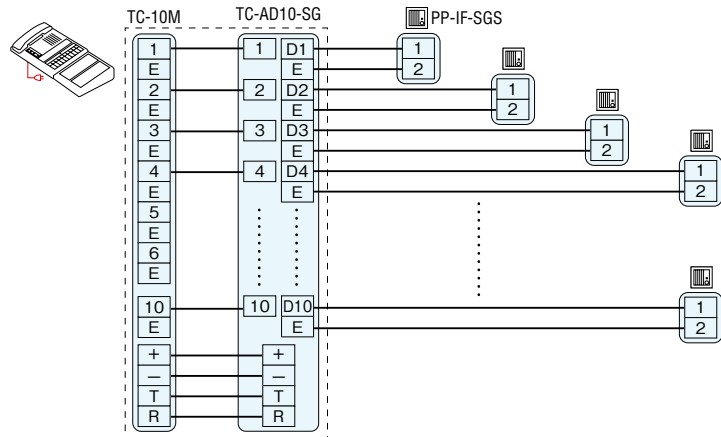 TC-10M TC-AD10-SG PP-IF-SGS
1 1 D1 1
E E 2
2 2 D2 1
E E 2
3 3 D3 1
E E 2
4 4 D4 1
E E 2
5
E
6
E
10 10 D10 1
E E 2
+ +
– –
T T
R R